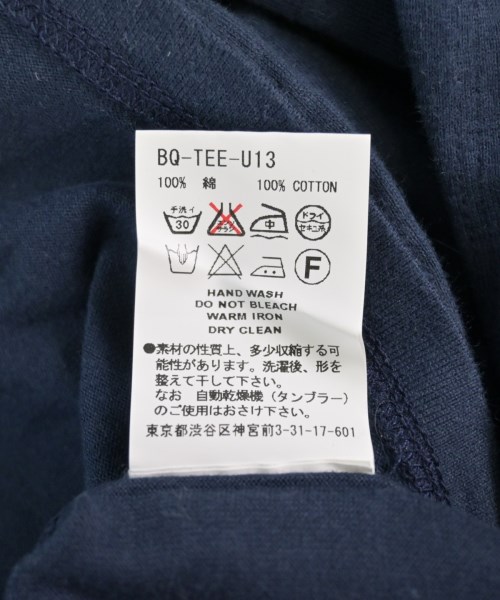 BQ-TEE-U13
100% 綿 100% COTTON
手洗イ 30 中 ドライ セキユ系
F
HAND WASH
DO NOT BLEACH
WARM IRON
DRY CLEAN
●素材の性質上、多少収縮する可
能性があります。洗濯後、形を
整えて干して下さい。
なお 自動乾燥機（タンブラー）
のご使用はおさけ下さい。
東京都渋谷区神宮前3-31-17-601